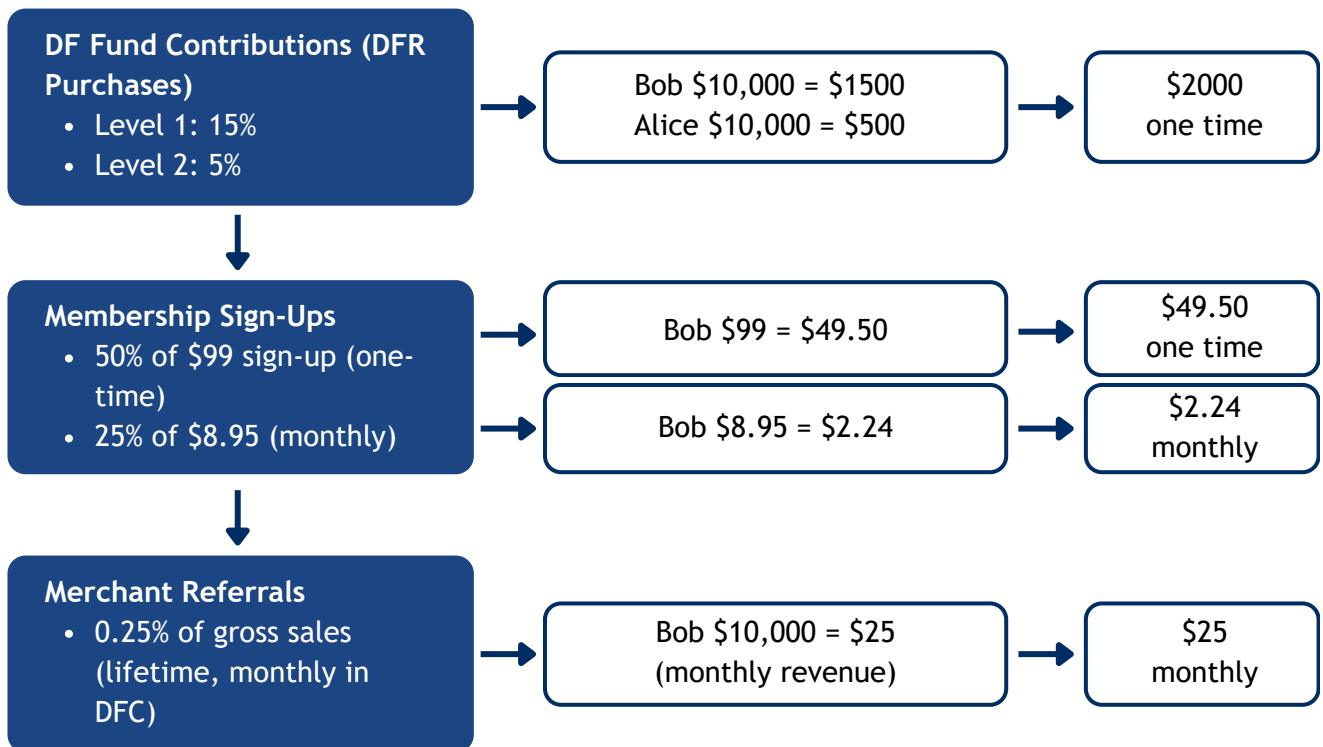 DF Fund Contributions (DFR
Purchases)
• Level 1: 15%
• Level 2: 5%
Bob $10,000 = $1500
Alice $10,000 = $500
$2000
one time
Membership Sign-Ups
• 50% of $99 sign-up (one-
time)
• 25% of $8.95 (monthly)
Bob $99 = $49.50
$49.50
one time
Bob $8.95 = $2.24
$2.24
monthly
Merchant Referrals
• 0.25% of gross sales
(lifetime, monthly in
DFC)
Bob $10,000 = $25
(monthly revenue)
$25
monthly